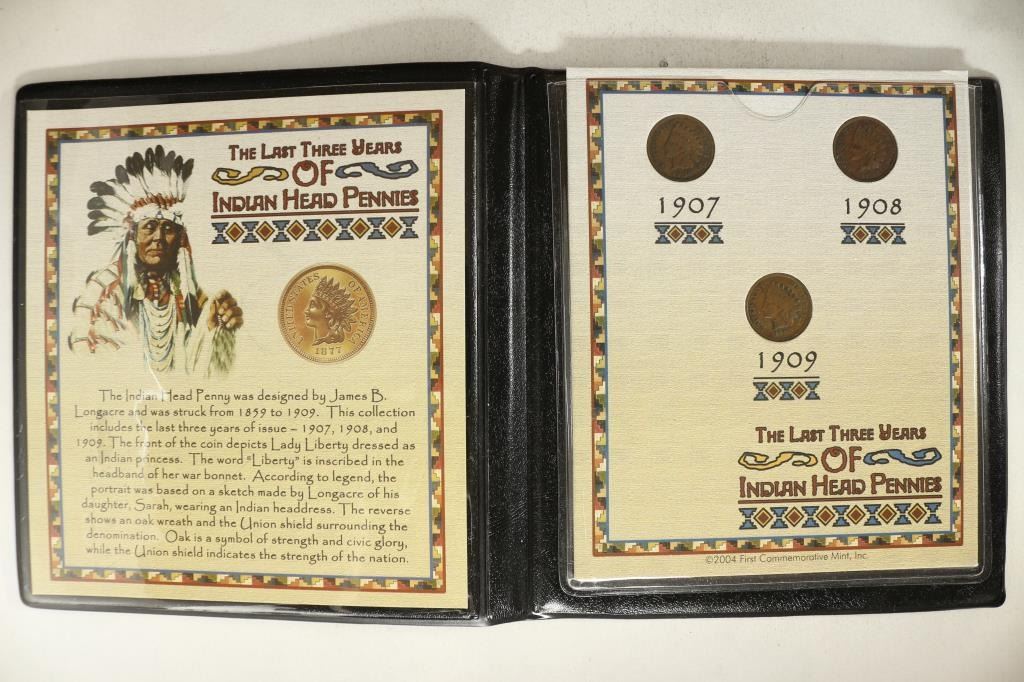 The Last Three Years
OF
Indian Head Pennies
UNITED STATES OF AMERICA
1877
The Indian Head Penny was designed by James B.
Longacre and was struck from 1859 to 1909. This collection
includes the last three years of issue – 1907, 1908, and
1909. The front of the coin depicts Lady Liberty dressed as
an Indian princess. The word "Liberty" is inscribed in the
headband of her war bonnet. According to legend, the
portrait was based on a sketch made by Longacre of his
daughter, Sarah, wearing an Indian headdress. The reverse
shows an oak wreath and the Union shield surrounding the
denomination. Oak is a symbol of strength and civic glory,
while the Union shield indicates the strength of the nation.
1907
1908
1909
The Last Three Years
OF
Indian Head Pennies
©2004 First Commemorative Mint, Inc.